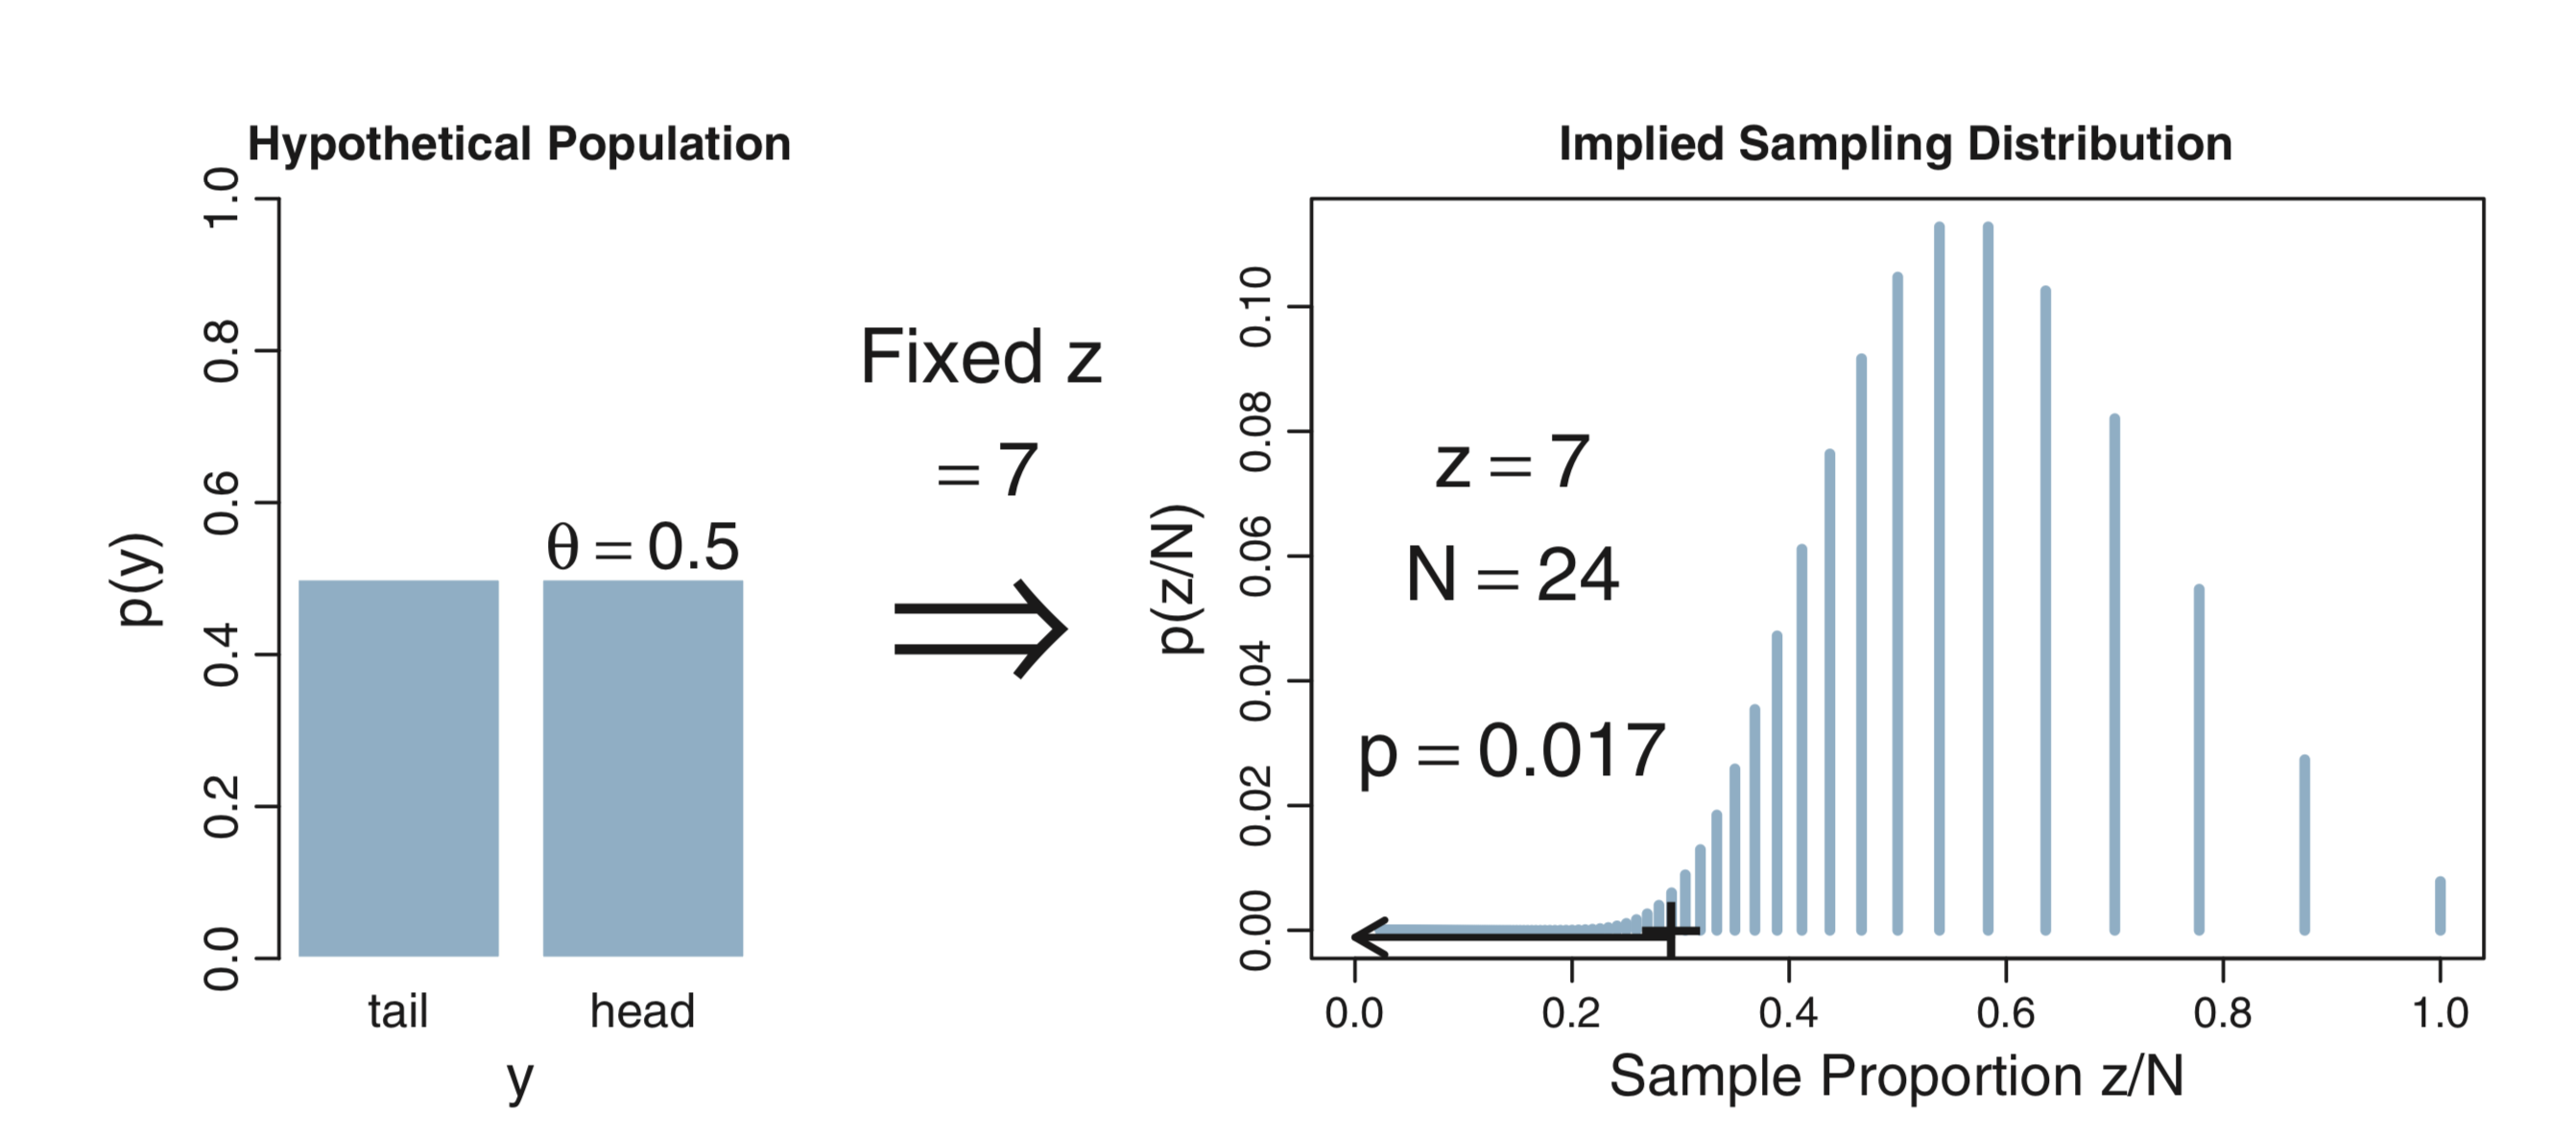 Hypothetical Population
p(y)
1.0
0.8
0.6
0.4
0.2
0.0
θ = 0.5
tail head
y
Fixed z
= 7
Implied Sampling Distribution
p(z/N)
0.10
0.08
0.06
0.04
0.02
0.00
z = 7
N = 24
p = 0.017
0.0 0.2 0.4 0.6 0.8 1.0
Sample Proportion z/N